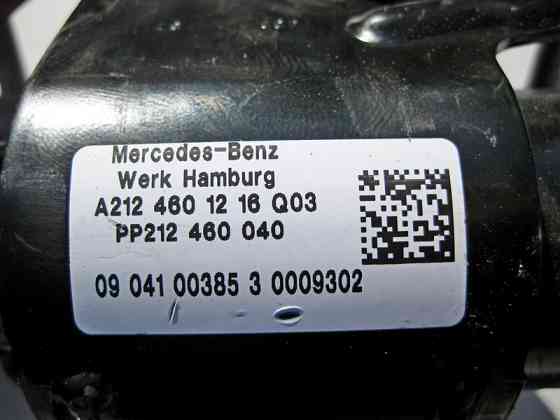 Mercedes-Benz
Werk Hamburg
A212 460 12 16 Q03
PP212 460 040
09 041 00385 3 0009302